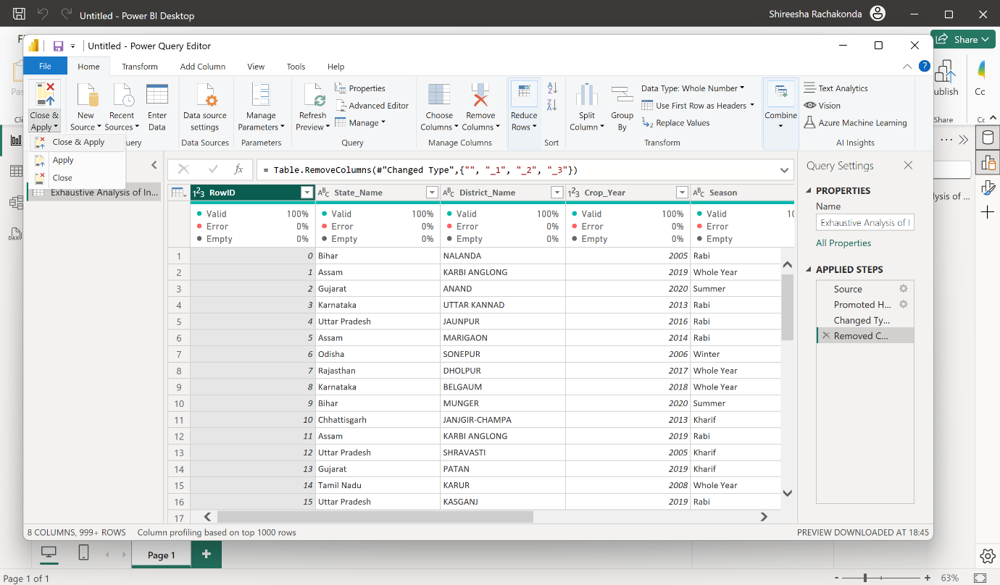 Untitled - Power BI Desktop
Shireesha Rachakonda
Untitled - Power Query Editor
Share
File
Home
Transform
Add Column
View
Tools
Help
Close &
Apply
New
Source
Recent
Sources
Enter
Data
Data source
settings
Data Sources
Manage
Parameters
Parameters
Refresh
Preview
Properties
Advanced Editor
Manage
Query
Choose
Columns
Remove
Columns
Manage Columns
Reduce
Rows
Sort
Split
Column
Group
By
Data Type: Whole Number
Use First Row as Headers
Replace Values
Transform
Combine
Text Analytics
Vision
Azure Machine Learning
AI Insights
ublish
Share
Close & Apply
Apply
Close
uery
Exhaustive Analysis of In...
fx
= Table.RemoveColumns(#"Changed Type",{"", "_1", "_2", "_3"})
1²3 RowID ABC State_Name ABC District_Name 1²3 Crop_Year ABC Season
Valid 100% Valid 100% Valid 100% Valid 100% Valid 10
Error 0% Error 0% Error 0% Error 0% Error
Empty 0% Empty 0% Empty 0% Empty 0% Empty
1 0 Bihar NALANDA 2005 Rabi
2 1 Assam KARBI ANGLONG 2019 Whole Year
3 2 Gujarat ANAND 2020 Summer
4 3 Karnataka UTTAR KANNAD 2013 Rabi
5 4 Uttar Pradesh JAUNPUR 2016 Rabi
6 5 Assam MARIGAON 2014 Rabi
7 6 Odisha SONEPUR 2006 Winter
8 7 Rajasthan DHOLPUR 2017 Whole Year
9 8 Karnataka BELGAUM 2018 Whole Year
10 9 Bihar MUNGER 2020 Summer
11 10 Chhattisgarh JANJGIR-CHAMPA 2013 Kharif
12 11 Assam KARBI ANGLONG 2019 Rabi
13 12 Uttar Pradesh SHRAVASTI 2005 Kharif
14 13 Gujarat PATAN 2019 Kharif
15 14 Tamil Nadu KARUR 2008 Whole Year
16 15 Uttar Pradesh KASGANJ 2019 Rabi
17
Query Settings
PROPERTIES
Name
Exhaustive Analysis of I
All Properties
APPLIED STEPS
Source
Promoted H...
Changed Ty...
Removed C...
lysis of ...
8 COLUMNS, 999+ ROWS
Column profiling based on top 1000 rows
PREVIEW DOWNLOADED AT 18:45
Page 1
Page 1 of 1
63%